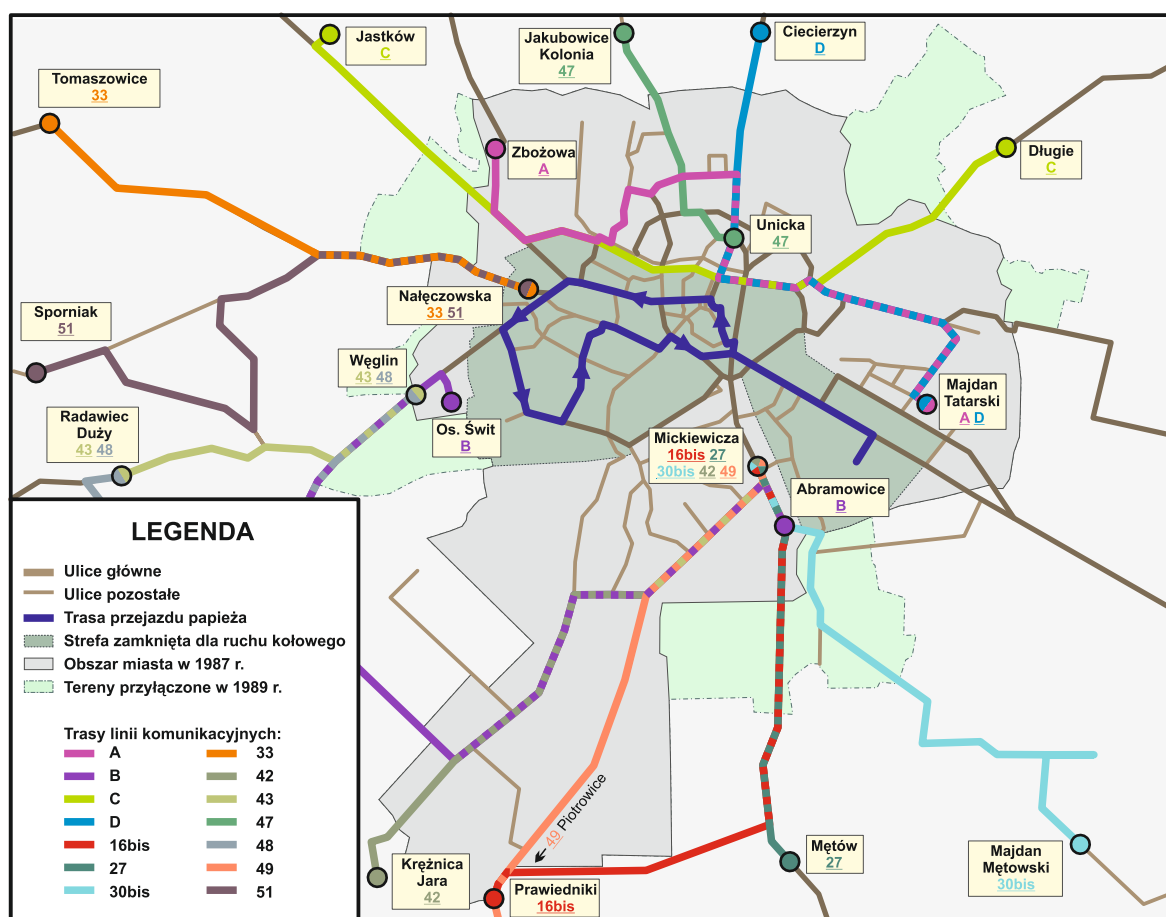 Jastków
C
Jakubowice
Kolonia
47
Ciecierzyn
D
Tomaszowice
33
Zbożowa
A
Długie
C
Unicka
47
Nałęczowska
33 51
Sporniak
51
Węglin
43 48
Os. Świt
B
Majdan
Tatarski
A D
Radawiec
Duży
43 48
Mickiewicza
16bis 27
30bis 42 49
Abramowice
B
LEGENDA
Ulice główne
Ulice pozostałe
Trasa przejazdu papieża
Strefa zamknięta dla ruchu kołowego
Obszar miasta w 1987 r.
Tereny przyłączone w 1989 r.
Trasy linii komunikacyjnych:
A 33
B 42
C 43
D 47
16bis 48
27 49
30bis 51
49 Piotrowice
Krężnica
Jara
42
Prawiedniki
16bis
Mętów
27
Majdan
Mętowski
30bis